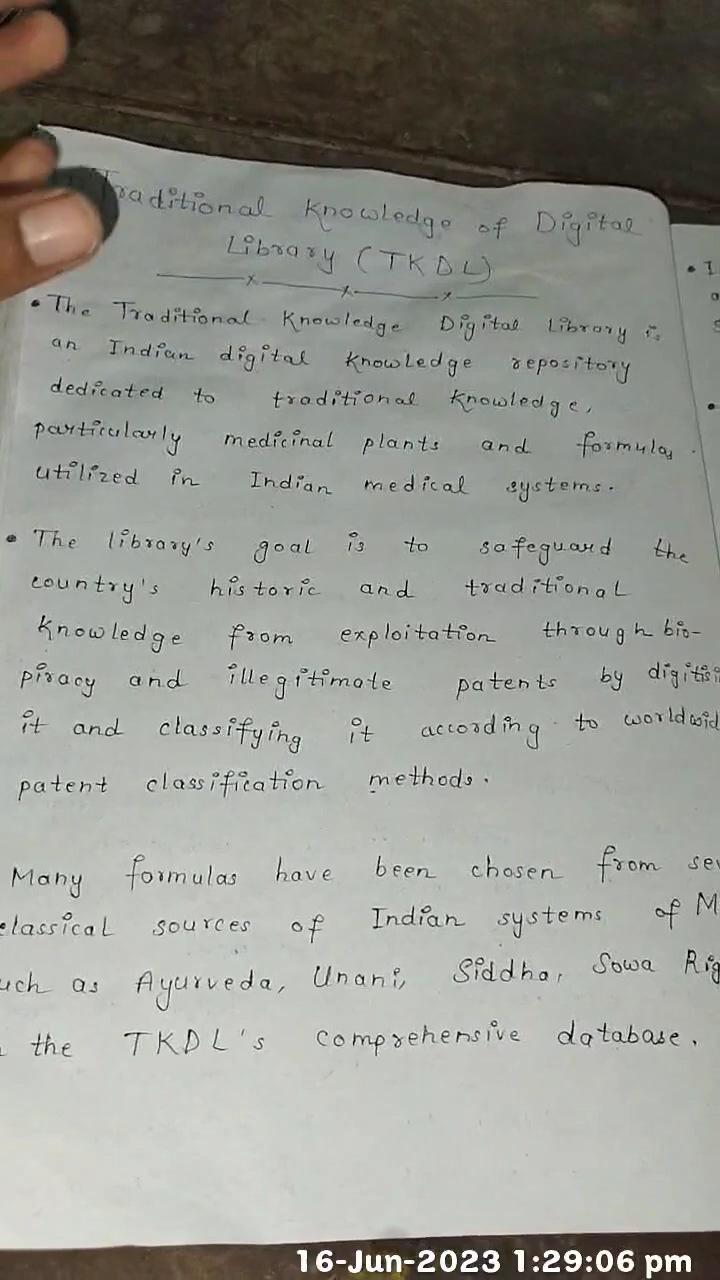 Traditional Knowledge of Digital
Library (TKDL)
• The Traditional Knowledge Digital Library is
an Indian digital Knowledge repository
dedicated to traditional Knowledge,
particularly medicinal plants and formulas
utilized in Indian medical systems.
• The library's goal is to safeguard the
country's historic and traditional
Knowledge from exploitation through bio-
piracy and illegitimate patents by
it and classifying it according to
patent classification methods.
Many formulas have been chosen from
classical sources of Indian systems of
as Ayurveda, Unani, Siddha, Sowa
the TKDL's comprehensive database.
16-Jun-2023 1:29:06 pm